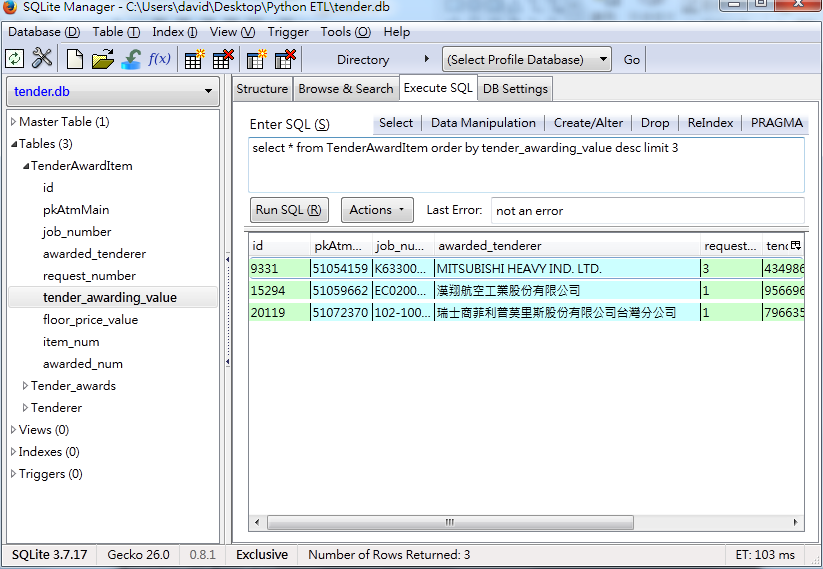 SQLite Manager - C:\Users\david\Desktop\Python ETL\tender.db
Database (D) Table (T) Index (I) View (V) Trigger Tools (O) Help
f(x) Directory (Select Profile Database) Go
tender.db
Master Table (1)
Tables (3)
TenderAwardItem
id
pkAtmMain
job_number
awarded_tenderer
request_number
tender_awarding_value
floor_price_value
item_num
awarded_num
Tender_awards
Tenderer
Views (0)
Indexes (0)
Triggers (0)
Structure Browse & Search Execute SQL DB Settings
Enter SQL (S) Select Data Manipulation Create/Alter Drop ReIndex PRAGMA
select * from TenderAwardItem order by tender_awarding_value desc limit 3
Run SQL (R) Actions Last Error: not an error
id pkAtm... job_nu... awarded_tenderer request... tend
9331 51054159 K63300... MITSUBISHI HEAVY IND. LTD. 3 434986
15294 51059662 EC0200... 漢翔航空工業股份有限公司 1 956696
20119 51072370 102-100... 瑞士商菲利普莫里斯股份有限公司台灣分公司 1 796635
SQLite 3.7.17 Gecko 26.0 0.8.1 Exclusive Number of Rows Returned: 3 ET: 103 ms